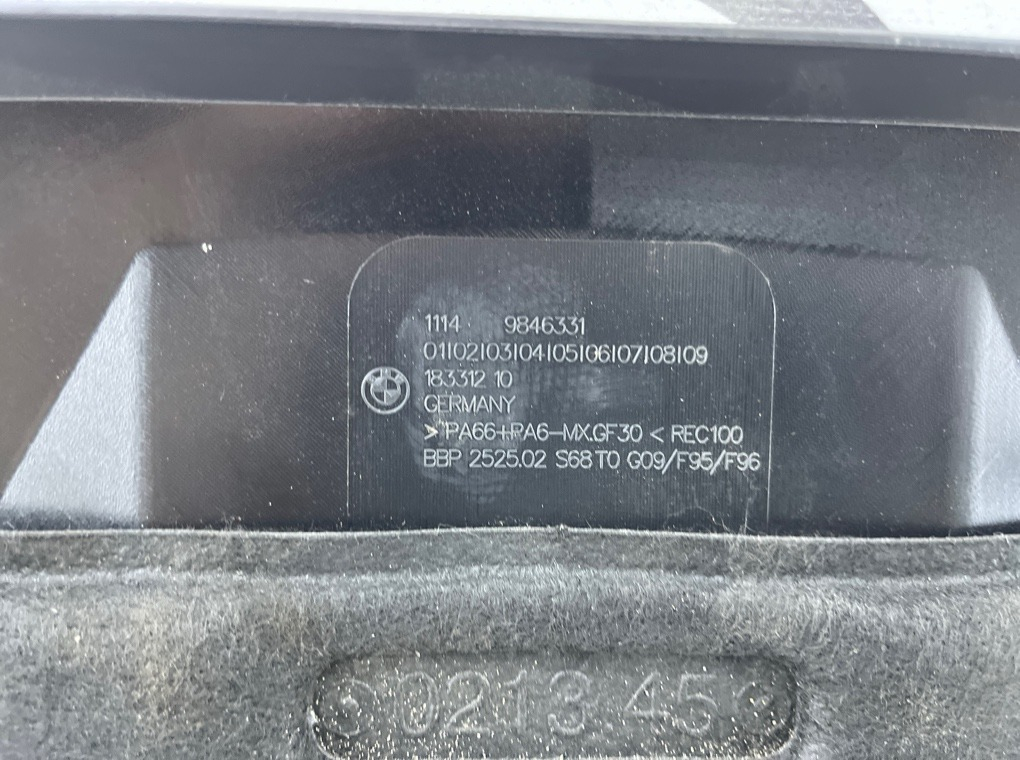 1114 9846331
01|02|03|04|05|06|07|08|09
183312 10
GERMANY
> PA66+PA6-MX.GF30 < REC100
BBP 2525.02 S68T0 G09/F95/F96
0213.45